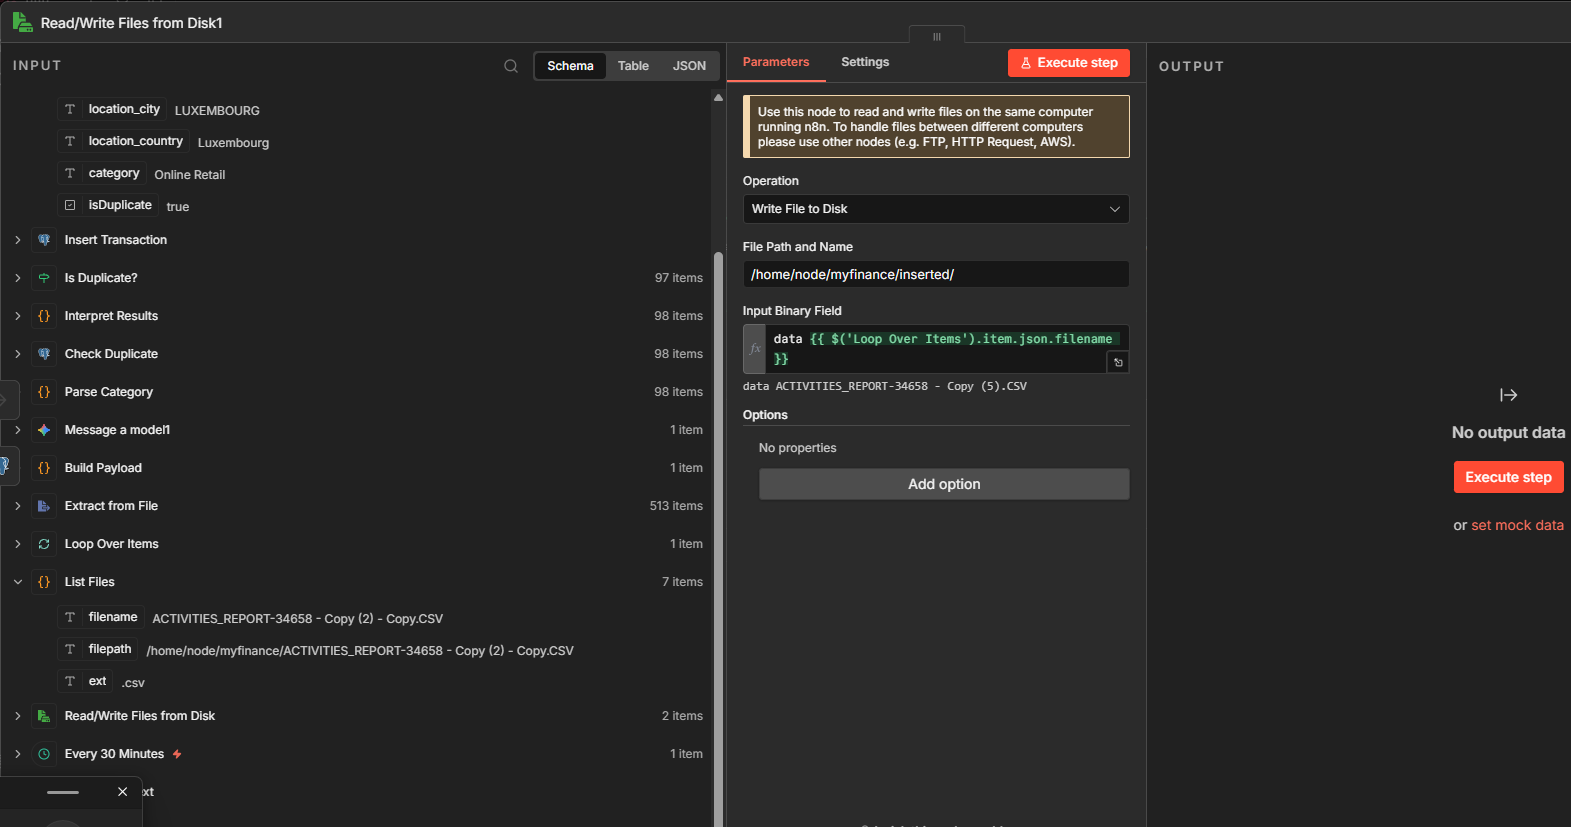 Read/Write Files from Disk1
INPUT
Schema
Table
JSON
location_city LUXEMBOURG
location_country Luxembourg
category Online Retail
isDuplicate true
Insert Transaction
Is Duplicate? 97 items
Interpret Results 98 items
Check Duplicate 98 items
Parse Category 98 items
Message a model1 1 item
Build Payload 1 item
Extract from File 513 items
Loop Over Items 1 item
List Files 7 items
filename ACTIVITIES_REPORT-34658 - Copy (2) - Copy.CSV
filepath /home/node/myfinance/ACTIVITIES_REPORT-34658 - Copy (2) - Copy.CSV
ext .csv
Read/Write Files from Disk 2 items
Every 30 Minutes 1 item
Parameters
Settings
Execute step
Use this node to read and write files on the same computer
running n8n. To handle files between different computers
please use other nodes (e.g. FTP, HTTP Request, AWS).
Operation
Write File to Disk
File Path and Name
/home/node/myfinance/inserted/
Input Binary Field
fx
data {{ $('Loop Over Items').item.json.filename
}}
data ACTIVITIES_REPORT-34658 - Copy (5).CSV
Options
No properties
Add option
OUTPUT
No output data
Execute step
or set mock data